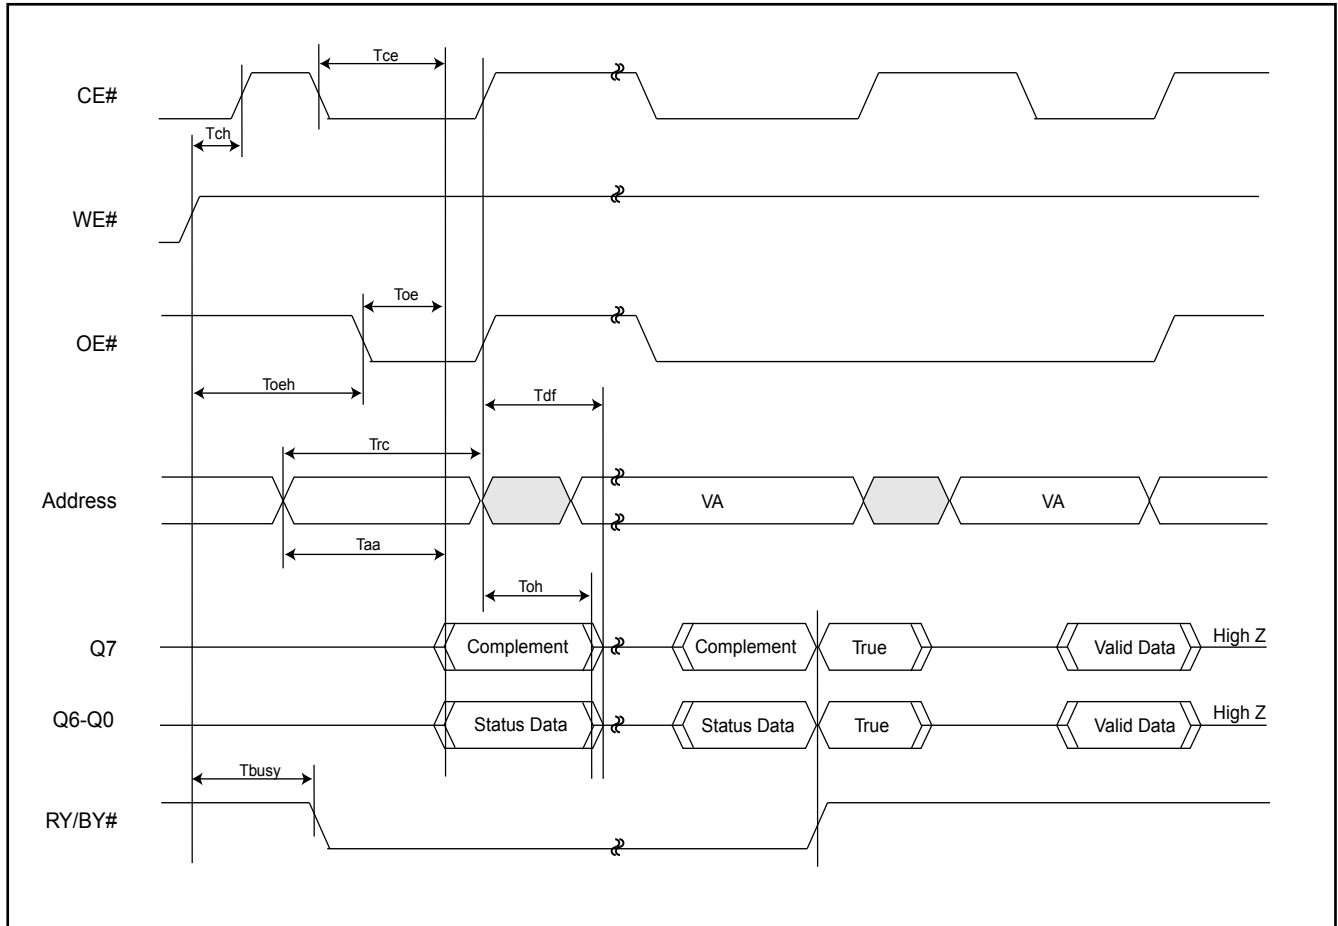 Tce
CE#
Tch
WE#
Toe
OE#
Toeh
Tdf
Trc
Address
VA
VA
Taa
Toh
Q7
Complement
Complement
True
Valid Data
High Z
Q6-Q0
Status Data
Status Data
True
Valid Data
High Z
Tbusy
RY/BY#